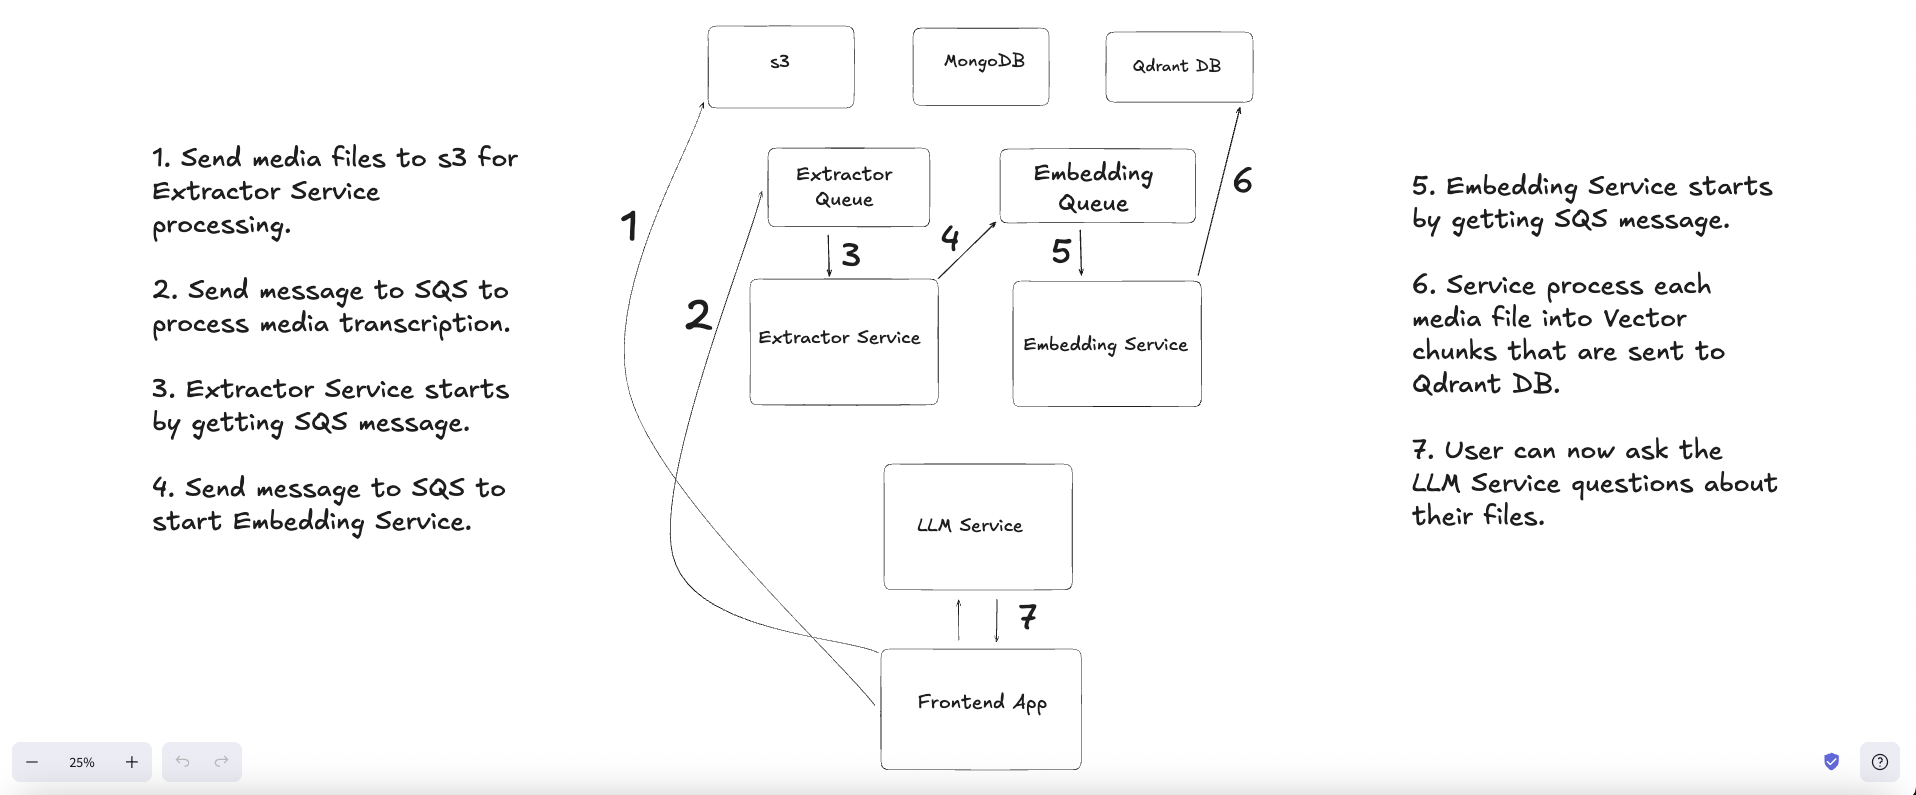 s3
MongoDB
Qdrant DB
1. Send media files to s3 for
Extractor Service
processing.
2. Send message to SQS to
process media transcription.
3. Extractor Service starts
by getting SQS message.
4. Send message to SQS to
start Embedding Service.
Extractor
Queue
Embedding
Queue
1
2
3
4
5
6
Extractor Service
Embedding Service
LLM Service
7
Frontend App
5. Embedding Service starts
by getting SQS message.
6. Service process each
media file into Vector
chunks that are sent to
Qdrant DB.
7. User can now ask the
LLM Service questions about
their files.
25%